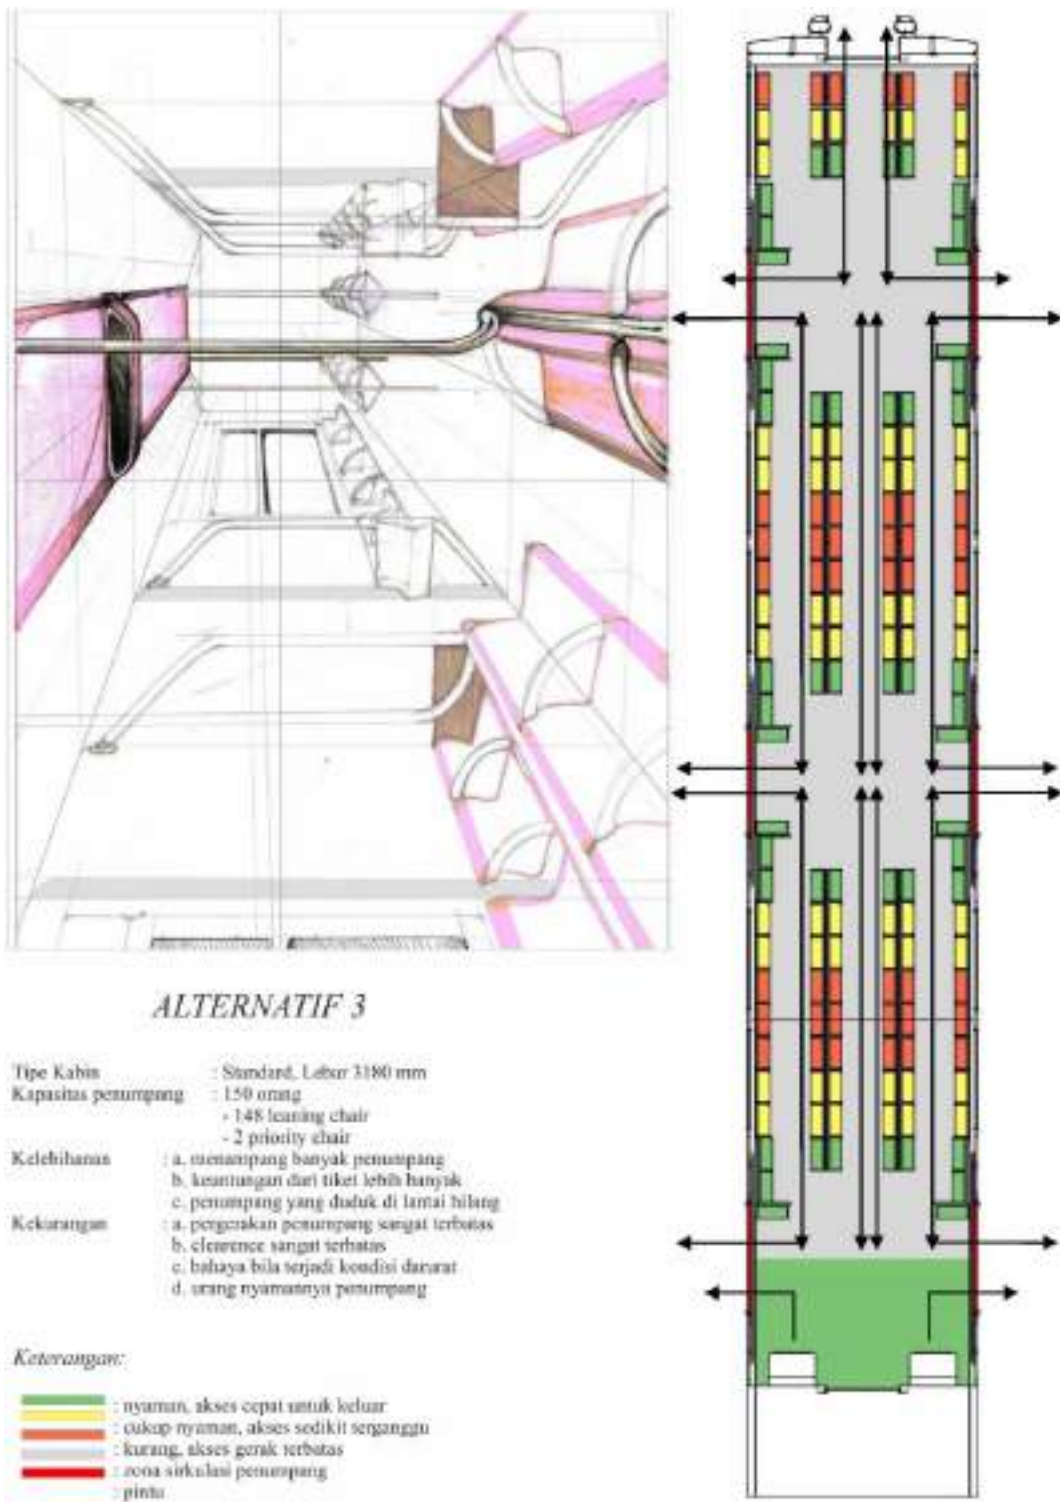 ALTERNATIF 3
Tipe Kabin : Standard, Lebar 3180 mm
Kapasitas penumpang : 150 orang
- 148 leaning chair
- 2 priority chair
Kelebihanan : a. menampang banyak penumpang
b. keuntungan dari tiket lebih banyak
c. penumpang yang duduk di lantai hilang
Kekurangan : a. pergerakan penumpang sangat terbatas
b. clearence sangat terbatas
c. bahaya bila terjadi kondisi darurat
d. urang nyamannya penumpang
Keterangan:
: nyaman, akses cepat untuk keluar
: cukup nyaman, akses sedikit terganggu
: kurang, akses gerak terbatas
: zona sirkulasi penumpang
: pintu